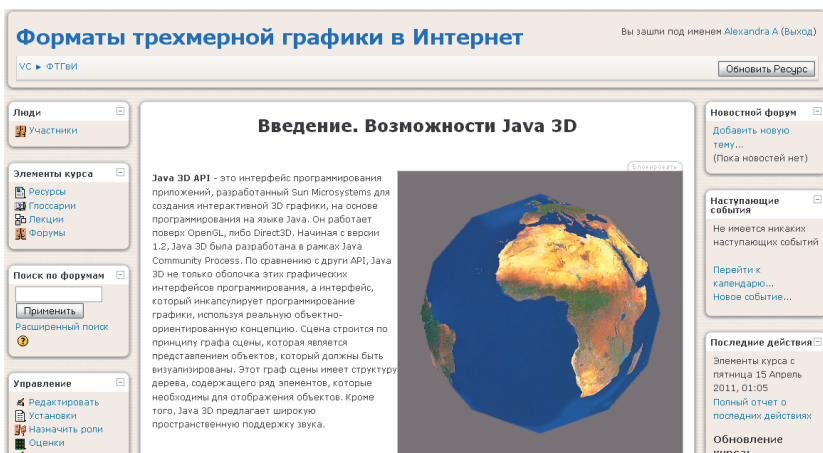 Форматы трехмерной графики в Интернет
Вы зашли под именем Alexandra A (Выход)
VC ► ФТГвИ
Обновить Ресурс
Люди
Участники
Элементы курса
Ресурсы
Глоссарии
Лекции
Форумы
Поиск по форумам
Применить
Расширенный поиск
Управление
Редактировать
Установки
Назначить роли
Оценки
Введение. Возможности Java 3D
Блокировать
Java 3D API - это интерфейс программирования
приложений, разработанный Sun Microsystems для
создания интерактивной 3D графики, на основе
программирования на языке Java. Он работает
поверх OpenGL, либо Direct3D. Начиная с версии
1.2, Java 3D была разработана в рамках Java
Community Process. По сравнению с други API, Java
3D не только оболочка этих графических
интерфейсов программирования, а интерфейс,
который инкапсулирует программирование
графики, используя реальную объектно-
ориентированную концепцию. Сцена строится по
принципу графа сцены, которая является
представлением объектов, который должны быть
визуализированы. Этот граф сцены имеет структуру
дерева, содержащего ряд элементов, которые
необходимы для отображения объектов. Кроме
того, Java 3D предлагает широкую
пространственную поддержку звука.
Новостной форум
Добавить новую
тему...
(Пока новостей нет)
Наступающие
события
Не имеется никаких
наступающих событий
Перейти к
календарю...
Новое событие...
Последние действия
Элементы курса с
пятница 15 Апрель
2011, 01:05
Полный отчет о
последних действиях
Обновление
курса: